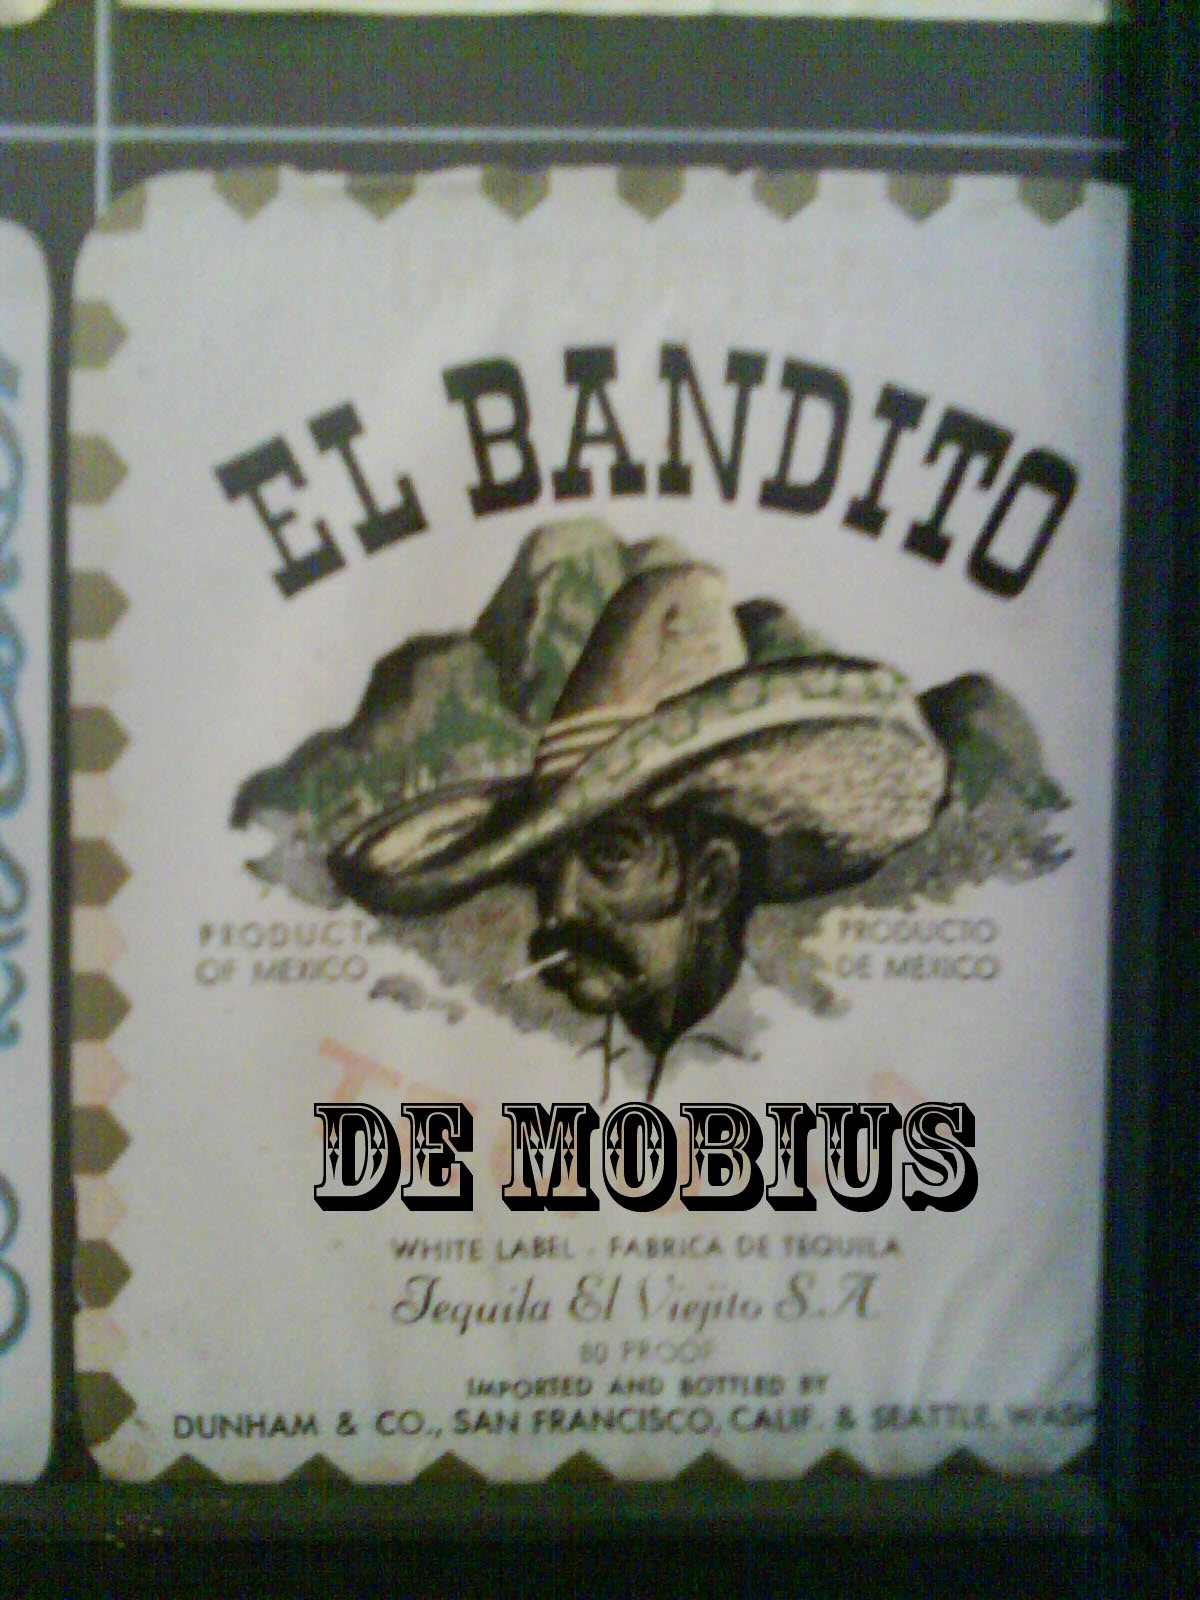 EL BANDITO
PRODUCT
OF MEXICO
PRODUCTO
DE MEXICO
DE MOBIUS
WHITE LABEL - FABRICA DE TEQUILA
Tequila El Viejito S.A.
80 PROOF
IMPORTED AND BOTTLED BY
DUNHAM & CO., SAN FRANCISCO, CALIF. & SEATTLE, WASH